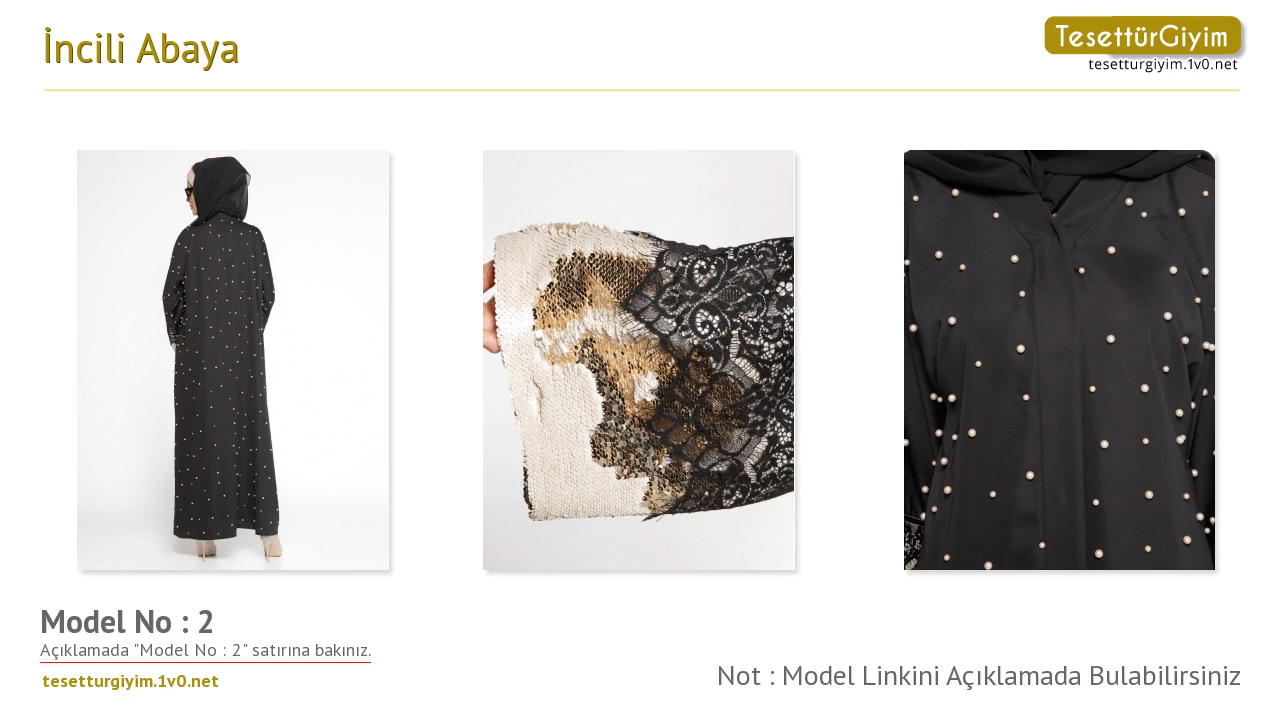 İncili Abaya
TesettürGiyim
tesetturgiyim.1v0.net
Model No : 2
Açıklamada "Model No : 2" satırına bakınız.
tesetturgiyim.1v0.net
Not : Model Linkini Açıklamada Bulabilirsiniz